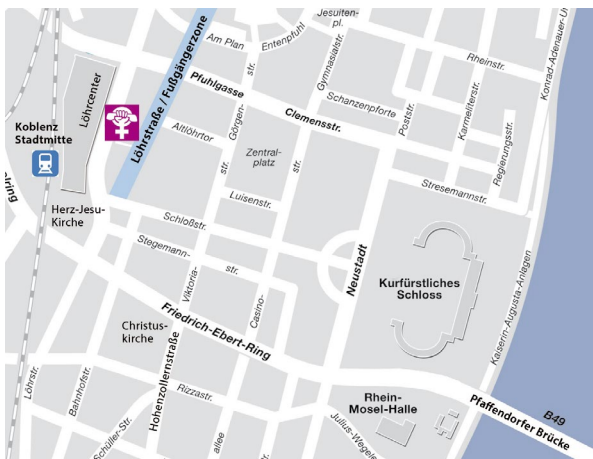 Jesuiten-
pl.
Am Plan
Entenpfuhl
str.
Gymnasialstr.
Rheinstr.
Konrad-Adenauer-U
Löhrstraße / Fußgängerzone
Pfuhlgasse
Clemensstr.
Schanzenpforte
Poststr.
Karmeliterstr.
Regierungsstr.
Löhrcenter
Koblenz
Stadtmitte
Altlöhrtor
Görgen-
str.
Zentral-
platz
str.
Stresemannstr.
Luisenstr.
Herz-Jesu-
Kirche
Schloßstr.
Stegemann-
str.
Viktoria-
Casino-
Neustadt
Kurfürstliches
Schloss
Kaiserin-Augusta-Anlagen
Friedrich-Ebert-Ring
Christus-
kirche
Hohenzollernstraße
Löhrstr.
Bahnhofstr.
Rizzastr.
Schüller-Str.
allee
Rhein-
Mosel-Halle
Julius-Wegele
Pfaffendorfer Brücke
B49